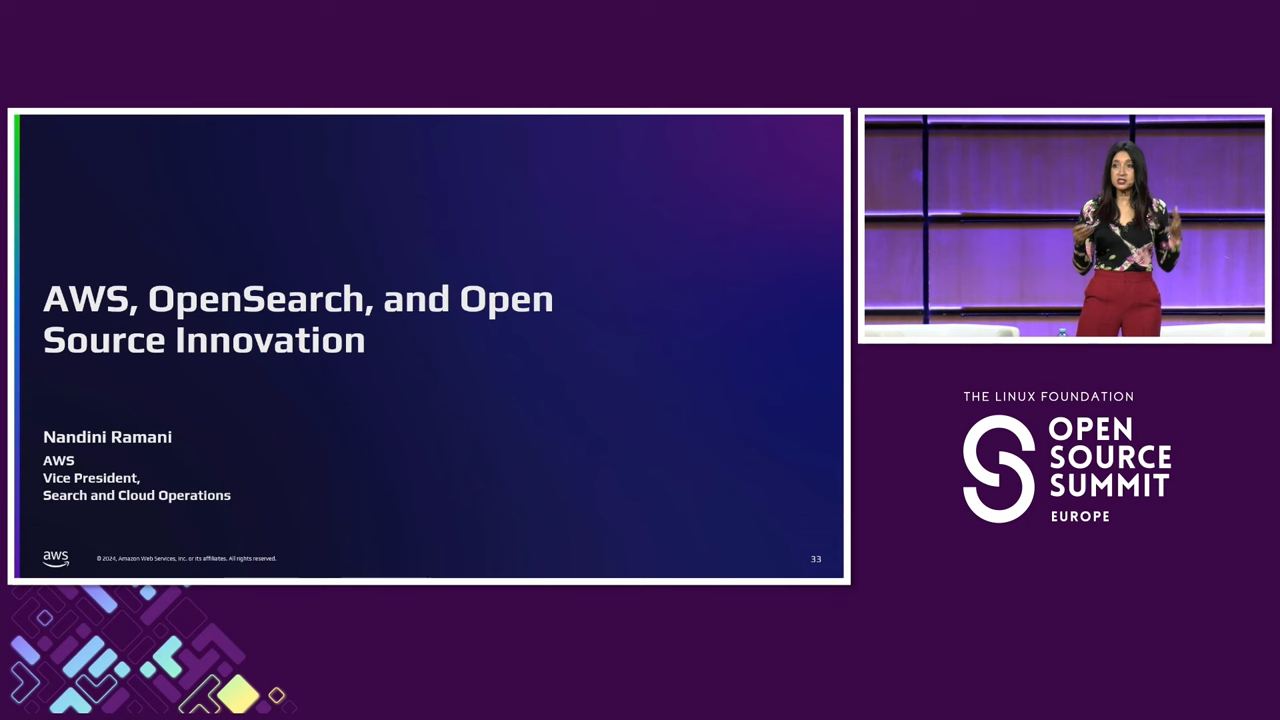 AWS, OpenSearch, and Open
Source Innovation
Nandini Ramani
AWS
Vice President,
Search and Cloud Operations
aws
© 2024, Amazon Web Services, Inc. or its affiliates. All rights reserved.
33
THE LINUX FOUNDATION
OPEN
SOURCE
SUMMIT
EUROPE